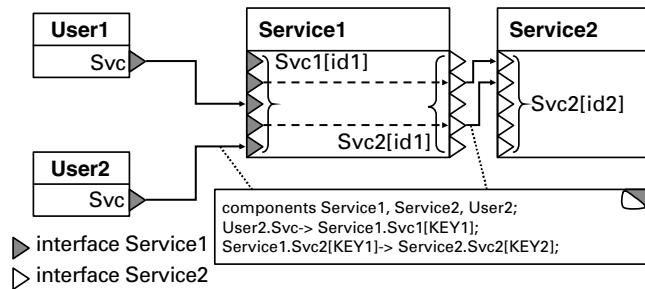 User1
Svc
Service1
Svc1[id1]
Svc2[id1]
Service2
Svc2[id2]
User2
Svc
components Service1, Service2, User2;
User2.Svc-> Service1.Svc1[KEY1];
Service1.Svc2[KEY1]-> Service2.Svc2[KEY2];
interface Service1
interface Service2